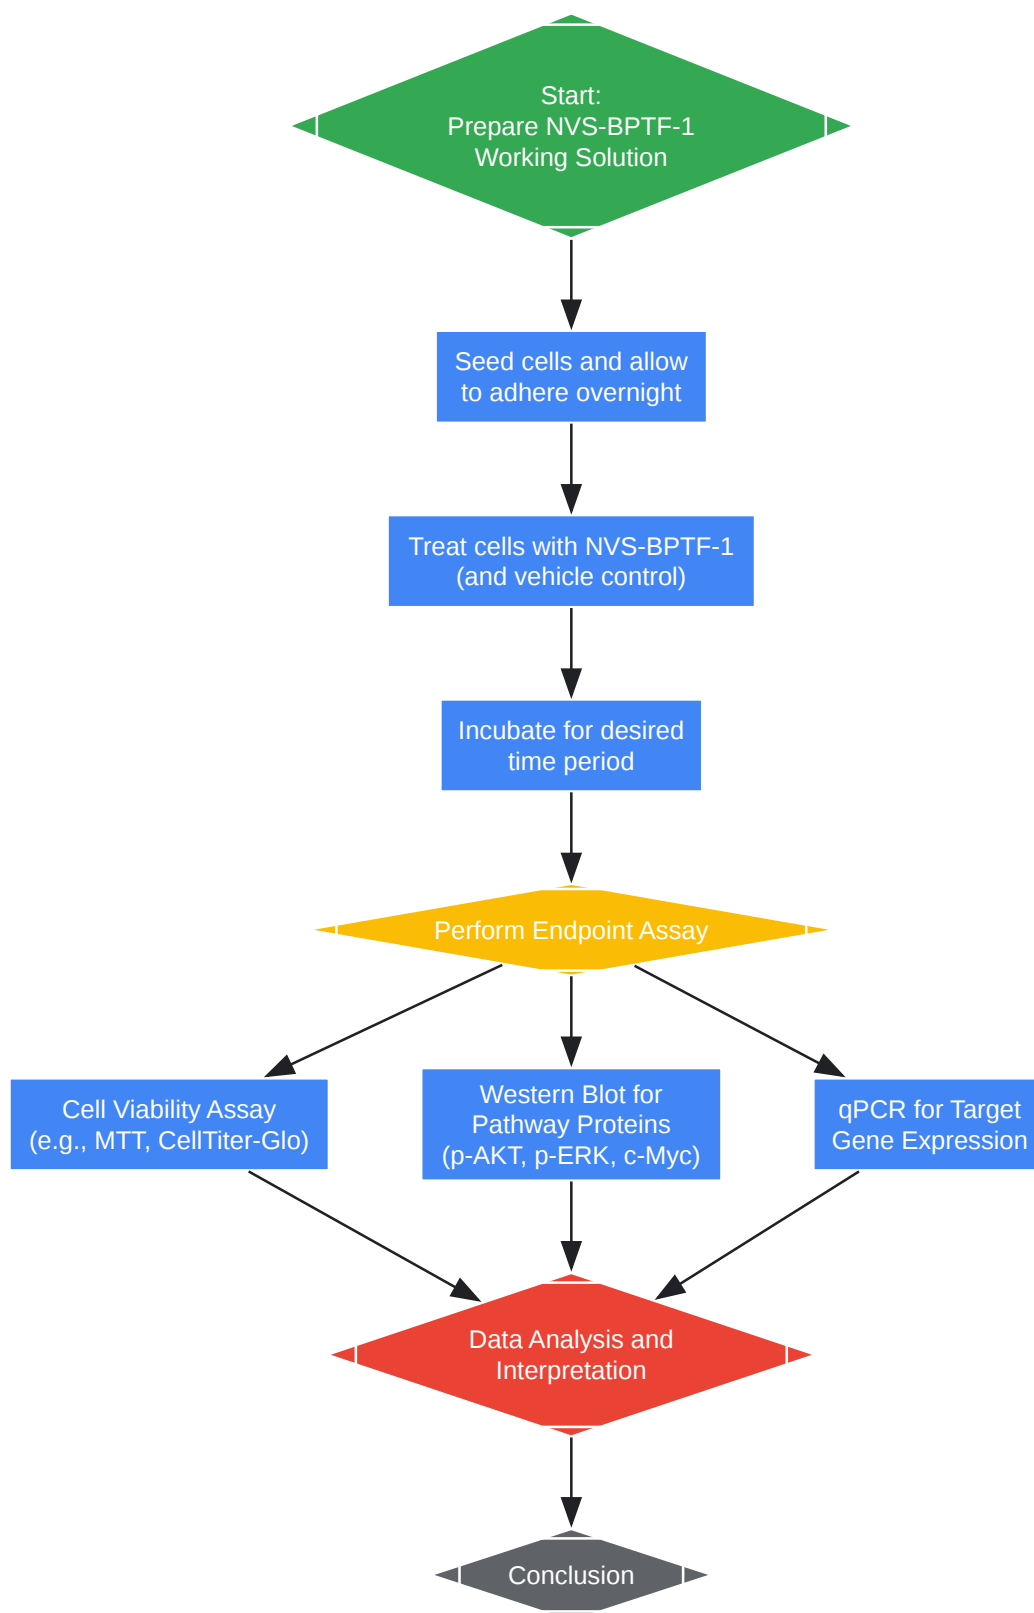 Start:
Prepare NVS-BPTF-1
Working Solution
Seed cells and allow
to adhere overnight
Treat cells with NVS-BPTF-1
(and vehicle control)
Incubate for desired
time period
Perform Endpoint Assay
Cell Viability Assay
(e.g., MTT, CellTiter-Glo)
Western Blot for
Pathway Proteins
(p-AKT, p-ERK, c-Myc)
qPCR for Target
Gene Expression
Data Analysis and
Interpretation
Conclusion